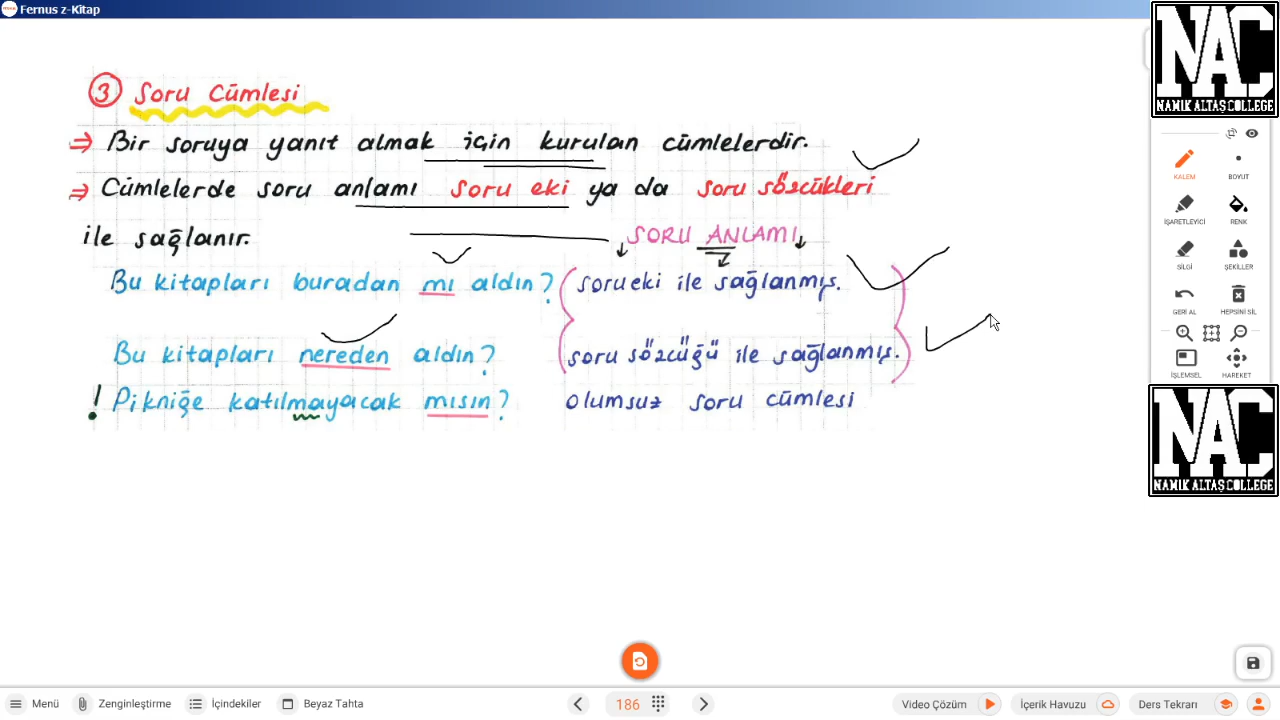 Fernus z-Kitap
NAC
NAMIK ALTAŞ COLLEGE
③ Soru Cümlesi
⇒ Bir soruya yanıt almak için kurulan cümlelerdir.
⇒ Cümlelerde soru anlamı soru eki ya da soru sözcükleri
ile sağlanır.
SORU ANLAMI
Bu kitapları buradan mı aldın? soru eki ile sağlanmış.
Bu kitapları nereden aldın? soru sözcüğü ile sağlanmış.
! Pikniğe katılmayacak mısın? olumsuz soru cümlesi
KALEM BOYUT
İŞARETLEYİCİ RENK
SİLGİ ŞEKİLLER
GERİ AL HEPSİNİ SİL
İŞLEMSEL HAREKET
NAC
NAMIK ALTAŞ COLLEGE
Menü Zenginleştirme İçindekiler Beyaz Tahta 186 Video Çözüm İçerik Havuzu Ders Tekrarı